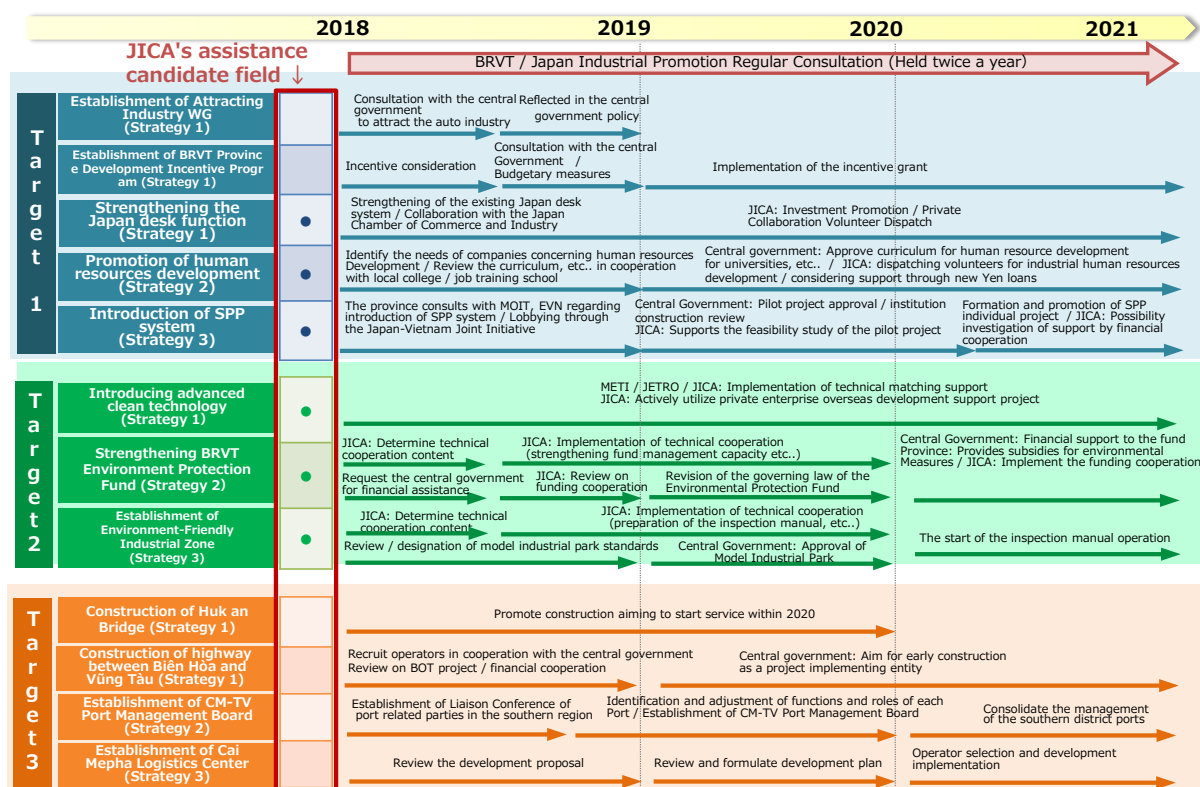 2018
2019
2020
2021
JICA's assistance
candidate field ↓
BRVT / Japan Industrial Promotion Regular Consultation (Held twice a year)
Target 1
Establishment of Attracting
Industry WG
(Strategy 1)
Consultation with the central
government
to attract the auto industry
Reflected in the central
government policy
Establishment of BRVT Provinc
e Development Incentive Progr
am (Strategy 1)
Incentive consideration
Consultation with the central
Government /
Budgetary measures
Implementation of the incentive grant
Strengthening the
Japan desk function
(Strategy 1)
●
Strengthening of the existing Japan desk
system / Collaboration with the Japan
Chamber of Commerce and Industry
JICA: Investment Promotion / Private
Collaboration Volunteer Dispatch
Promotion of human
resources development
(Strategy 2)
●
Identify the needs of companies concerning human resources
Development / Review the curriculum, etc.. in cooperation
with local college / job training school
Central government: Approve curriculum for human resource development
for universities, etc.. / JICA: dispatching volunteers for industrial human resources
development / considering support through new Yen loans
Introduction of SPP
system
(Strategy 3)
●
The province consults with MOIT, EVN regarding
introduction of SPP system / Lobbying through
the Japan-Vietnam Joint Initiative
Central Government: Pilot project approval / institution
construction review
JICA: Supports the feasibility study of the pilot project
Formation and promotion of SPP
individual project / JICA: Possibility
investigation of support by financial
cooperation
Target 2
Introducing advanced
clean technology
(Strategy 1)
●
METI / JETRO / JICA: Implementation of technical matching support
JICA: Actively utilize private enterprise overseas development support project
Strengthening BRVT
Environment Protection
Fund (Strategy 2)
●
JICA: Determine technical
cooperation content
JICA: Implementation of technical cooperation
(strengthening fund management capacity etc..)
Request the central government
for financial assistance
JICA: Review on
funding cooperation
Revision of the governing law of the
Environmental Protection Fund
Central Government: Financial support to the fund
Province: Provides subsidies for environmental
Measures / JICA: Implement the funding cooperation
Establishment of
Environment-Friendly
Industrial Zone
(Strategy 3)
●
JICA: Determine technical
cooperation content
JICA: Implementation of technical cooperation
(preparation of the inspection manual, etc..)
Review / designation of model industrial park standards
Central Government: Approval of
Model Industrial Park
The start of the inspection manual operation
Target 3
Construction of Huk an
Bridge (Strategy 1)
Promote construction aiming to start service within 2020
Construction of highway
between Biên Hòa and
Vũng Tàu (Strategy 1)
Recruit operators in cooperation with the central government
Review on BOT project / financial cooperation
Central government: Aim for early construction
as a project implementing entity
Establishment of CM-TV
Port Management Board
(Strategy 2)
Establishment of Liaison Conference of
port related parties in the southern region
Identification and adjustment of functions and roles of each
Port / Establishment of CM-TV Port Management Board
Consolidate the management
of the southern district ports
Establishment of Cai
Mepha Logistics Center
(Strategy 3)
Review the development proposal
Review and formulate development plan
Operator selection and development
implementation